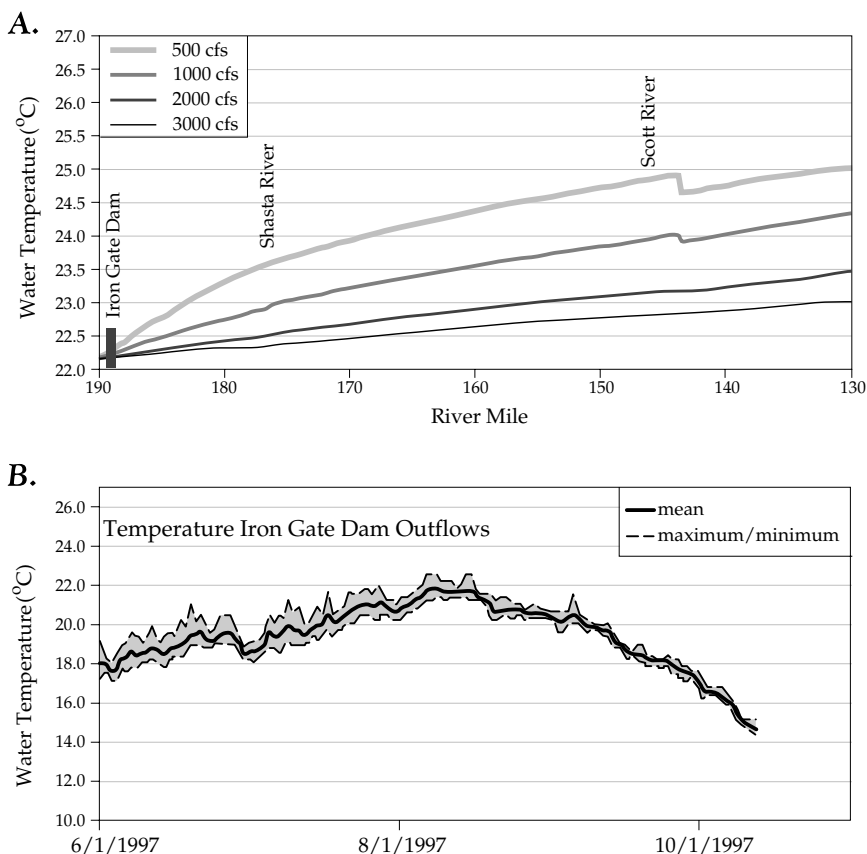 A.
27.0
26.5
26.0
25.5
25.0
24.5
24.0
23.5
23.0
22.5
22.0
Water Temperature(°C)
500 cfs
1000 cfs
2000 cfs
3000 cfs
Iron Gate Dam
Shasta River
Scott River
190
180
170
160
150
140
130
River Mile
B.
26.0
24.0
22.0
20.0
18.0
16.0
14.0
12.0
10.0
Water Temperature(°C)
Temperature Iron Gate Dam Outflows
mean
maximum/minimum
6/1/1997
8/1/1997
10/1/1997